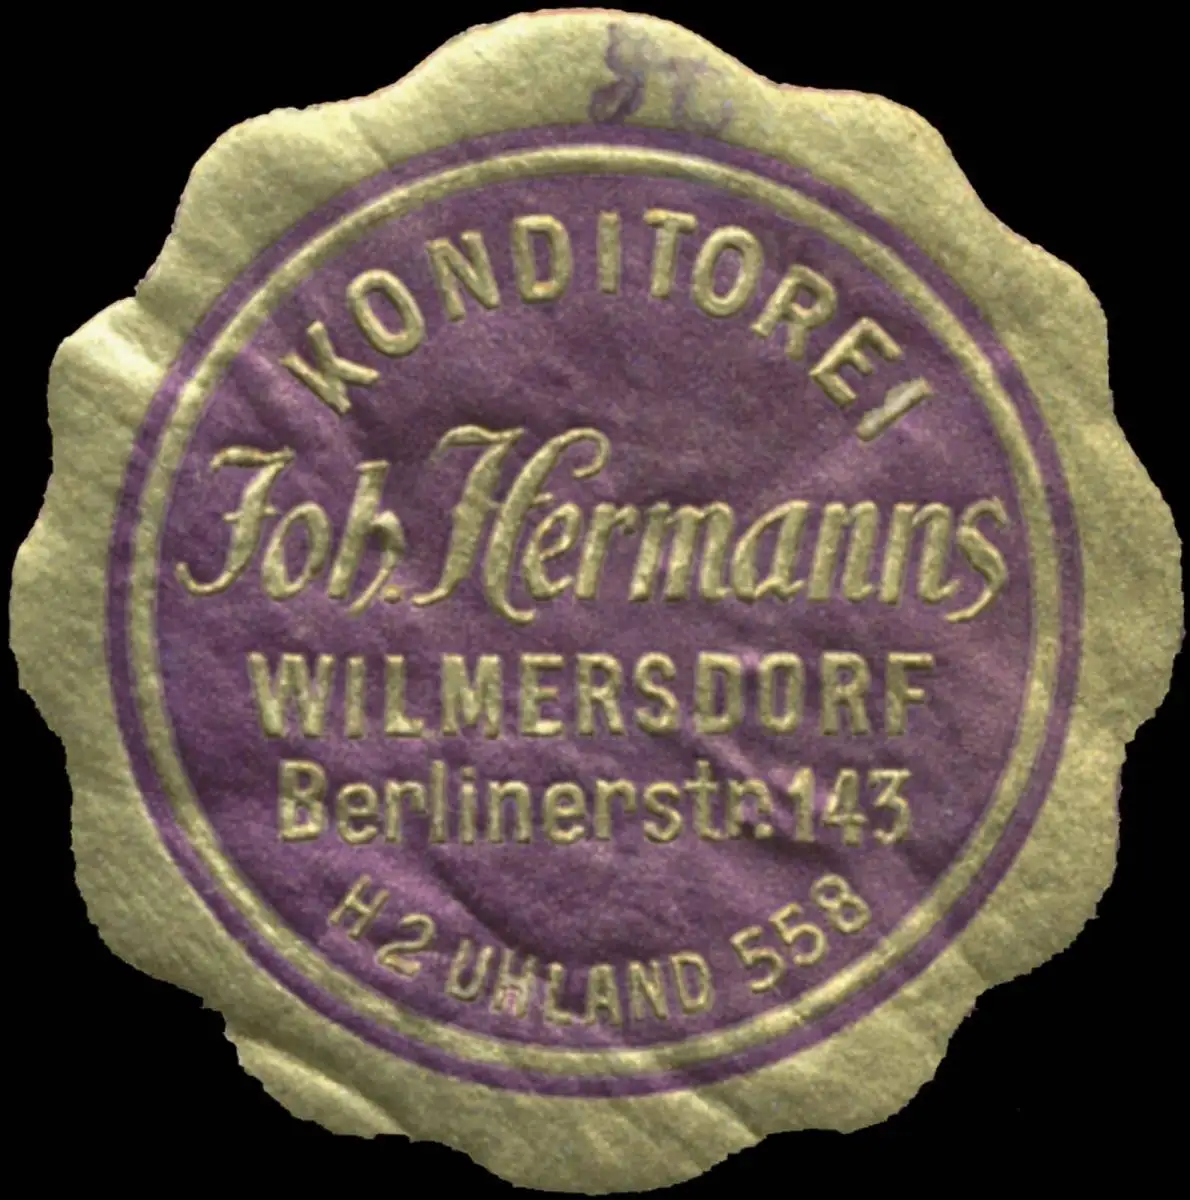 KONDITOREI
Joh. Hermanns
WILMERSDORF
Berlinerstr. 143
H2 UHLAND 558